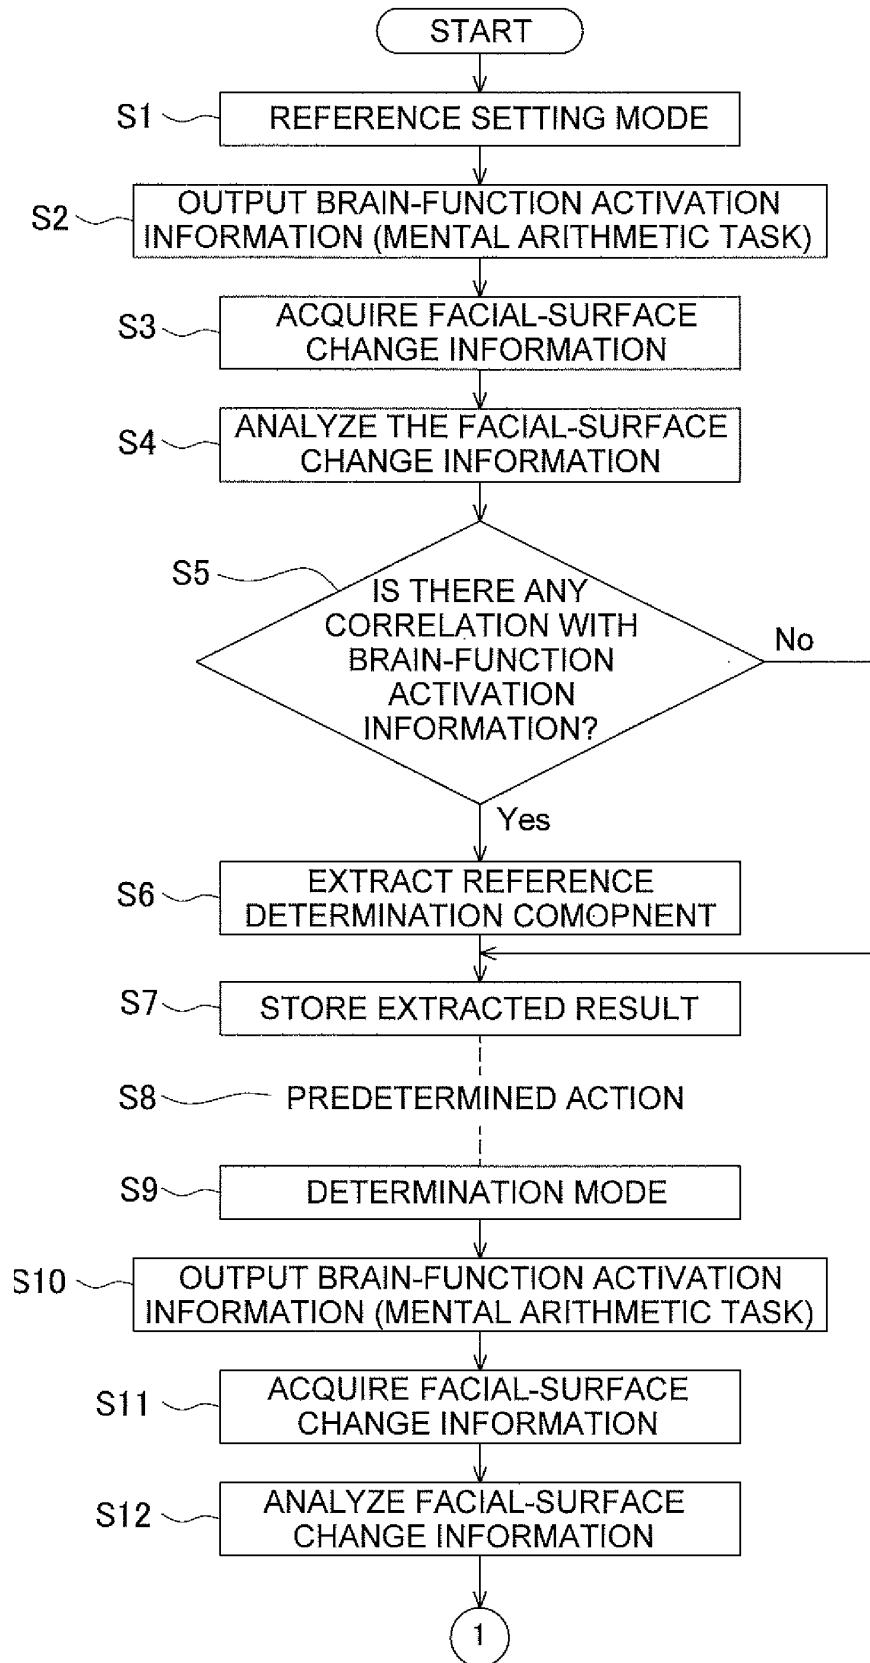 START
S1
REFERENCE SETTING MODE
S2
OUTPUT BRAIN-FUNCTION ACTIVATION
INFORMATION (MENTAL ARITHMETIC TASK)
S3
ACQUIRE FACIAL-SURFACE
CHANGE INFORMATION
S4
ANALYZE THE FACIAL-SURFACE
CHANGE INFORMATION
S5
IS THERE ANY
CORRELATION WITH
BRAIN-FUNCTION
ACTIVATION
INFORMATION?
No
Yes
S6
EXTRACT REFERENCE
DETERMINATION COMOPNENT
S7
STORE EXTRACTED RESULT
S8
PREDETERMINED ACTION
S9
DETERMINATION MODE
S10
OUTPUT BRAIN-FUNCTION ACTIVATION
INFORMATION (MENTAL ARITHMETIC TASK)
S11
ACQUIRE FACIAL-SURFACE
CHANGE INFORMATION
S12
ANALYZE FACIAL-SURFACE
CHANGE INFORMATION
1